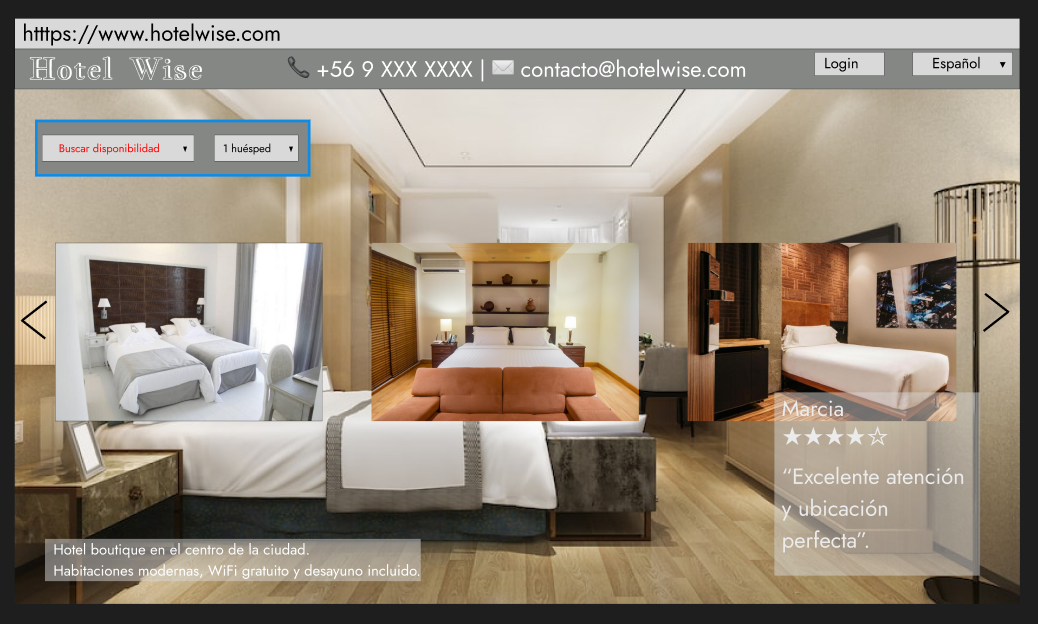 htttps://www.hotelwise.com
Hotel Wise
+56 9 XXX XXXX | contacto@hotelwise.com
Login
Español
Buscar disponibilidad
1 huésped
Marcia
★★★★☆
“Excelente atención
y ubicación
perfecta”.
Hotel boutique en el centro de la ciudad.
Habitaciones modernas, WiFi gratuito y desayuno incluido.